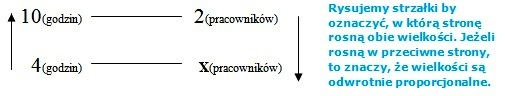 10(godzin) 2(pracowników)
4(godzin) X(pracowników)
Rysujemy strzałki by
oznaczyć, w którą stronę
rosną obie wielkości. Jeżeli
rosną w przeciwne strony,
to znaczy, że wielkości są
odwrotnie proporcjonalne.